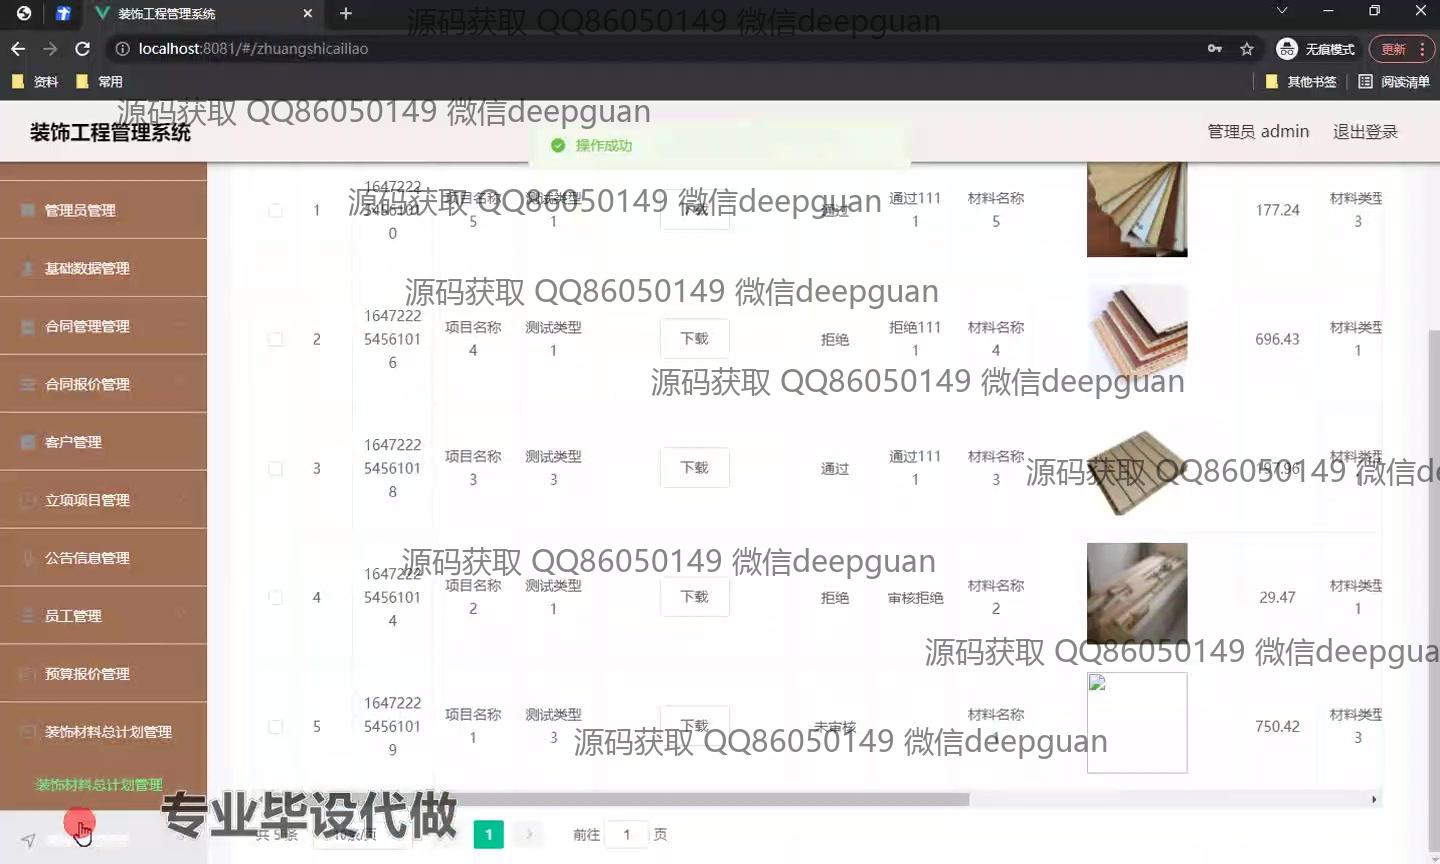 装饰工程管理系统
localhost:8081/#/zhuangshicailiao
无痕模式
更新
资料
常用
其他书签
阅读清单
源码获取 QQ86050149 微信deepguan
源码获取 QQ86050149 微信deepguan
装饰工程管理系统
操作成功
管理员 admin
退出登录
管理员管理
基础数据管理
合同管理管理
合同报价管理
客户管理
立项项目管理
公告信息管理
员工管理
预算报价管理
装饰材料总计划管理
装饰材料总计划管理
1 1647222 5456101 0 项目名称 5 测试类型 1 下载 通过 通过111 1 材料名称 5 177.24 材料类型 3
源码获取 QQ86050149 微信deepguan
源码获取 QQ86050149 微信deepguan
2 1647222 5456101 6 项目名称 4 测试类型 1 下载 拒绝 拒绝111 1 材料名称 4 696.43 材料类型 1
源码获取 QQ86050149 微信deepguan
3 1647222 5456101 8 项目名称 3 测试类型 3 下载 通过 通过111 1 材料名称 3 197.96 材料类型 1
源码获取 QQ86050149 微信de
源码获取 QQ86050149 微信deepguan
4 1647222 5456101 4 项目名称 2 测试类型 1 下载 拒绝 审核拒绝 材料名称 2 29.47 材料类型 1
源码获取 QQ86050149 微信deepgua
5 1647222 5456101 9 项目名称 1 测试类型 3 下载 未审核 材料名称 1 750.42 材料类型 3
源码获取 QQ86050149 微信deepguan
专业毕设代做
共 5 条
10条/页
1
前往 1 页